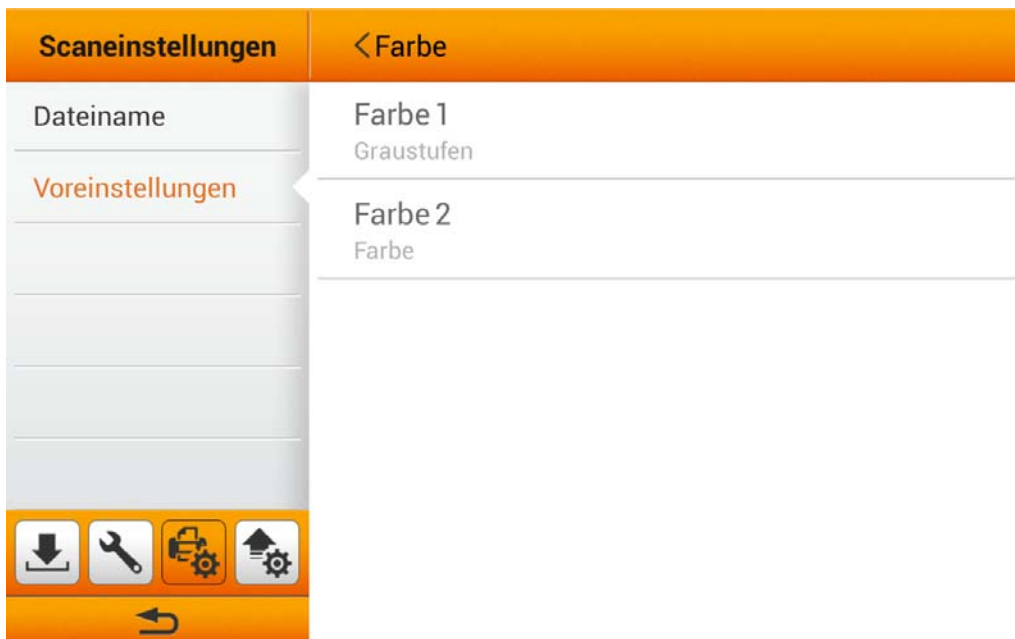 Scaneinstellungen
<Farbe
Dateiname
Voreinstellungen
Farbe 1
Graustufen
Farbe 2
Farbe